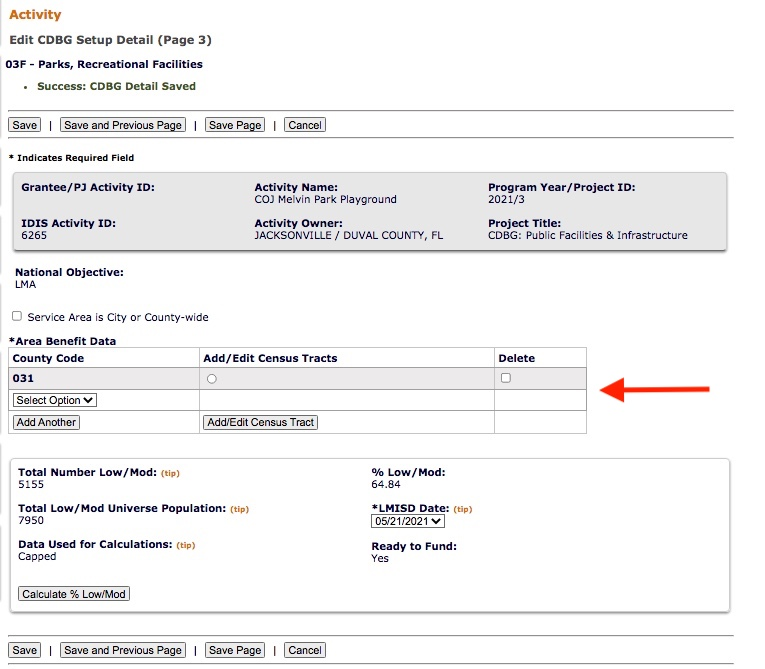 Activity
Edit CDBG Setup Detail (Page 3)
03F - Parks, Recreational Facilities
• Success: CDBG Detail Saved
Save | Save and Previous Page | Save Page | Cancel
* Indicates Required Field
Grantee/PJ Activity ID: Activity Name: Program Year/Project ID:
COJ Melvin Park Playground 2021/3
IDIS Activity ID: Activity Owner: Project Title:
6265 JACKSONVILLE / DUVAL COUNTY, FL CDBG: Public Facilities & Infrastructure
National Objective:
LMA
Service Area is City or County-wide
*Area Benefit Data
County Code Add/Edit Census Tracts Delete
031
Select Option
Add Another Add/Edit Census Tract
Total Number Low/Mod: (tip) % Low/Mod:
5155 64.84
Total Low/Mod Universe Population: (tip) *LMISD Date: (tip)
7950 05/21/2021
Data Used for Calculations: (tip) Ready to Fund:
Capped Yes
Calculate % Low/Mod
Save | Save and Previous Page | Save Page | Cancel